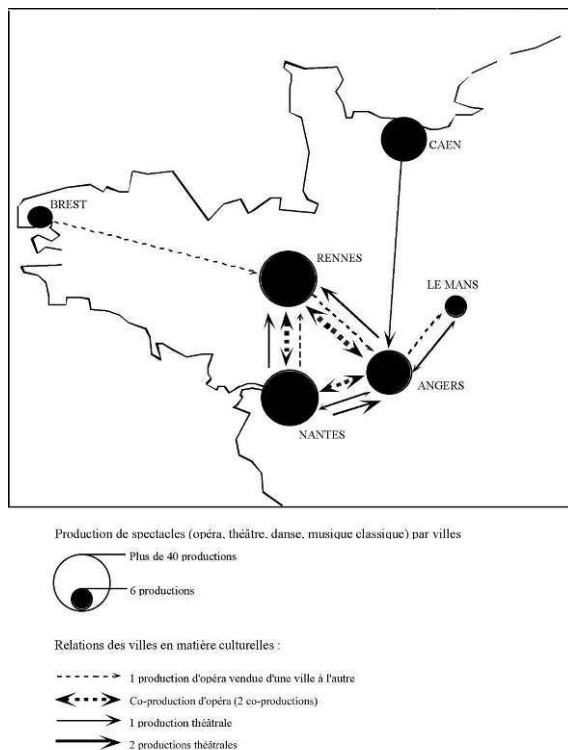 CAEN
BREST
RENNES
LE MANS
ANGERS
NANTES
Production de spectacles (opéra, théâtre, danse, musique classique) par villes
Plus de 40 productions
6 productions
Relations des villes en matière culturelles :
1 production d'opéra vendue d'une ville à l'autre
Co-production d'opéra (2 co-productions)
1 production théâtrale
2 productions théâtrales